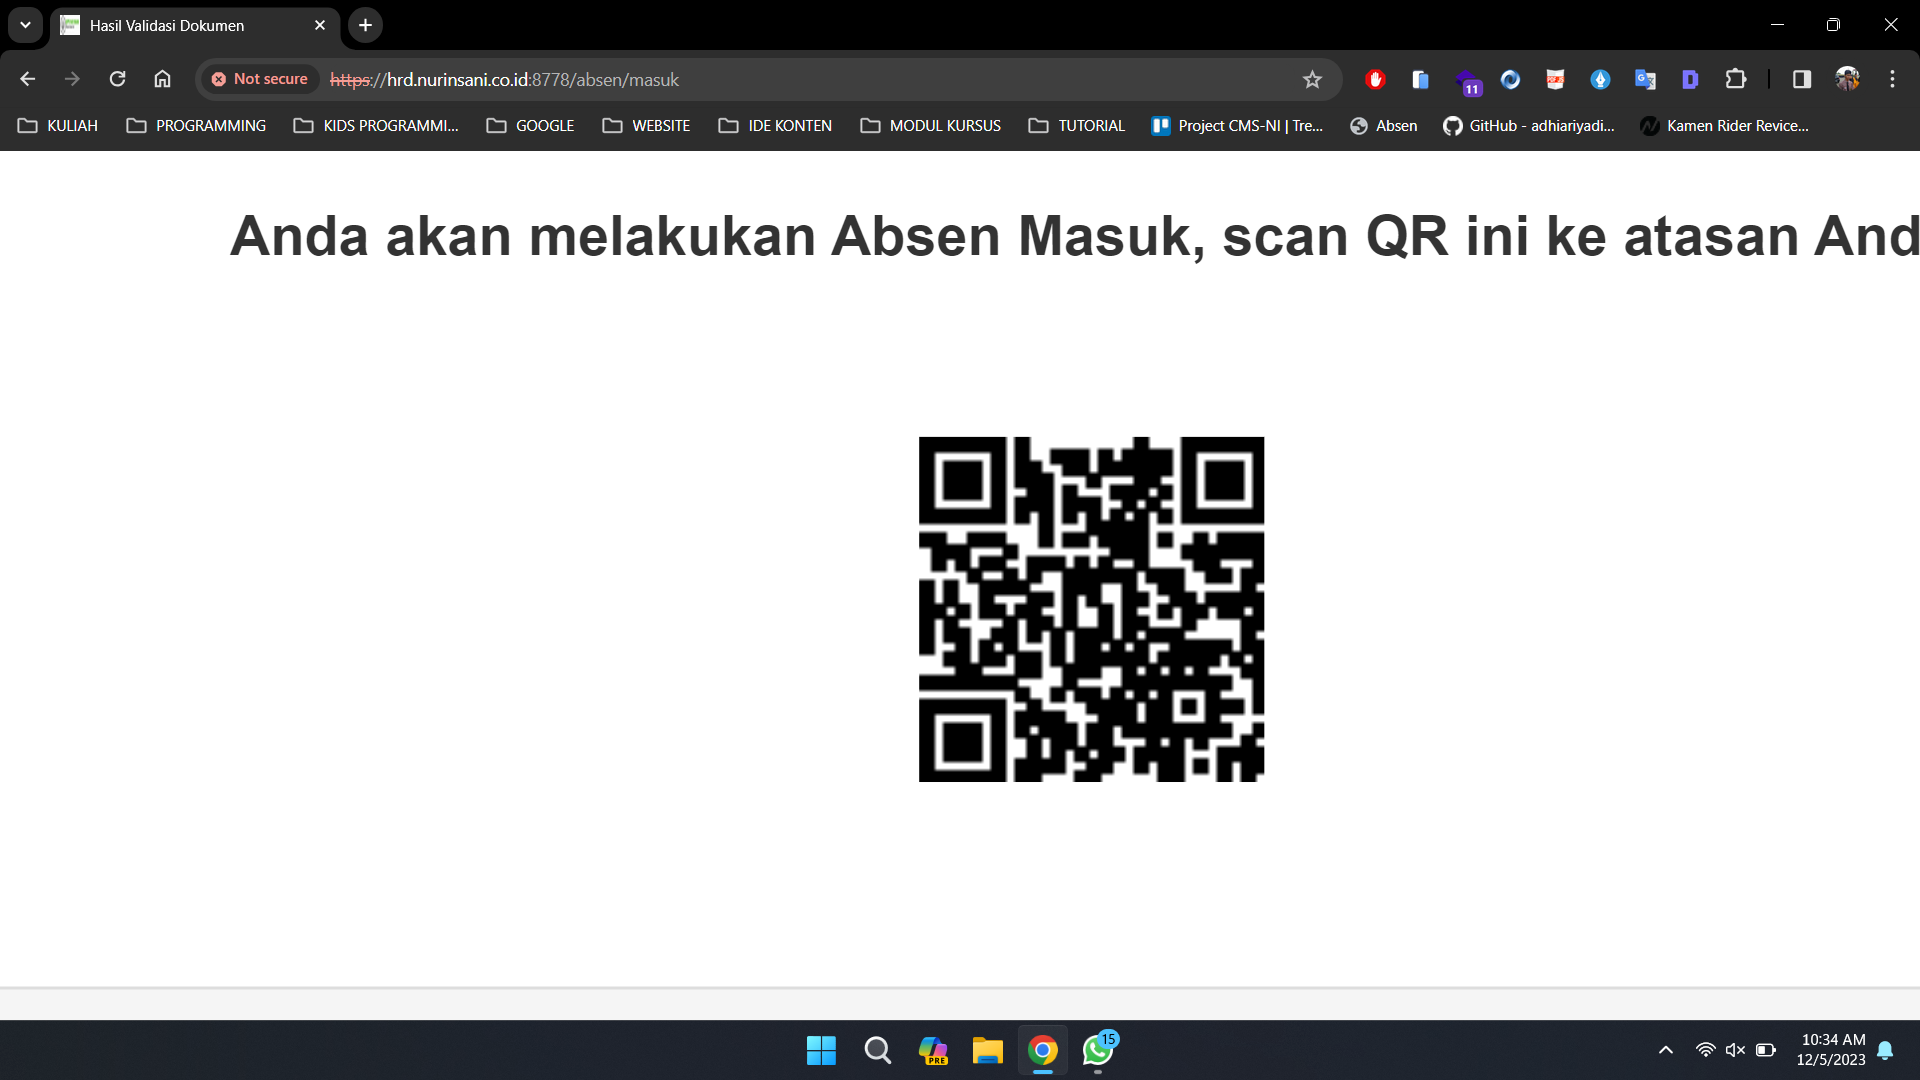 Hasil Validasi Dokumen
Not secure https://hrd.nurinsani.co.id:8778/absen/masuk
11
KULIAH PROGRAMMING KIDS PROGRAMMI... GOOGLE WEBSITE IDE KONTEN MODUL KURSUS TUTORIAL Project CMS-NI | Tre... Absen GitHub - adhiariyadi... Kamen Rider Revice...
Anda akan melakukan Absen Masuk, scan QR ini ke atasan And
PRE
15
10:34 AM
12/5/2023